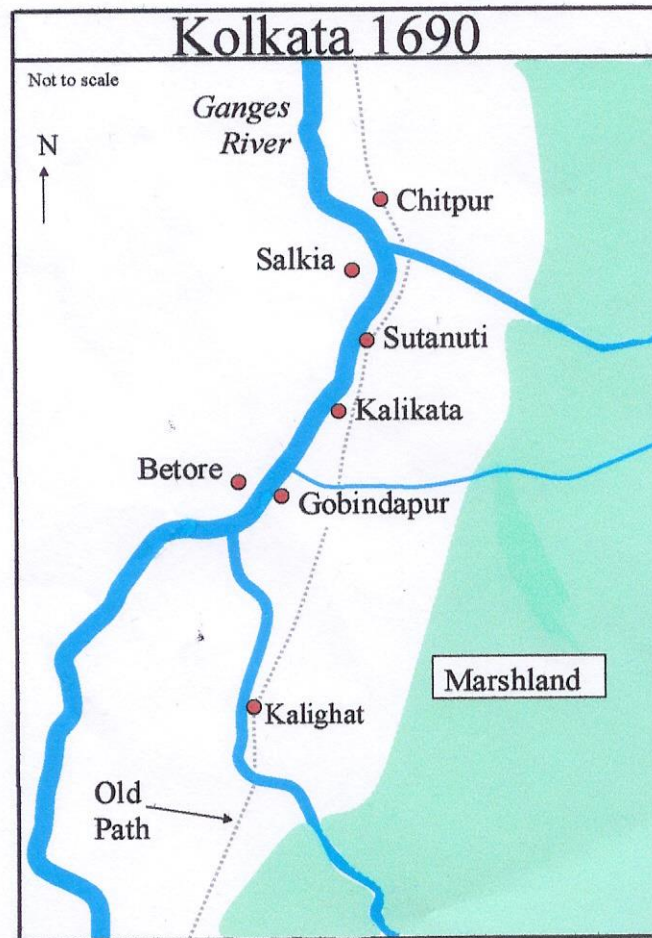 Kolkata 1690
Not to scale
Ganges
River
N
Chitpur
Salkia
Sutanuti
Kalikata
Betore
Gobindapur
Marshland
Kalighat
Old
Path